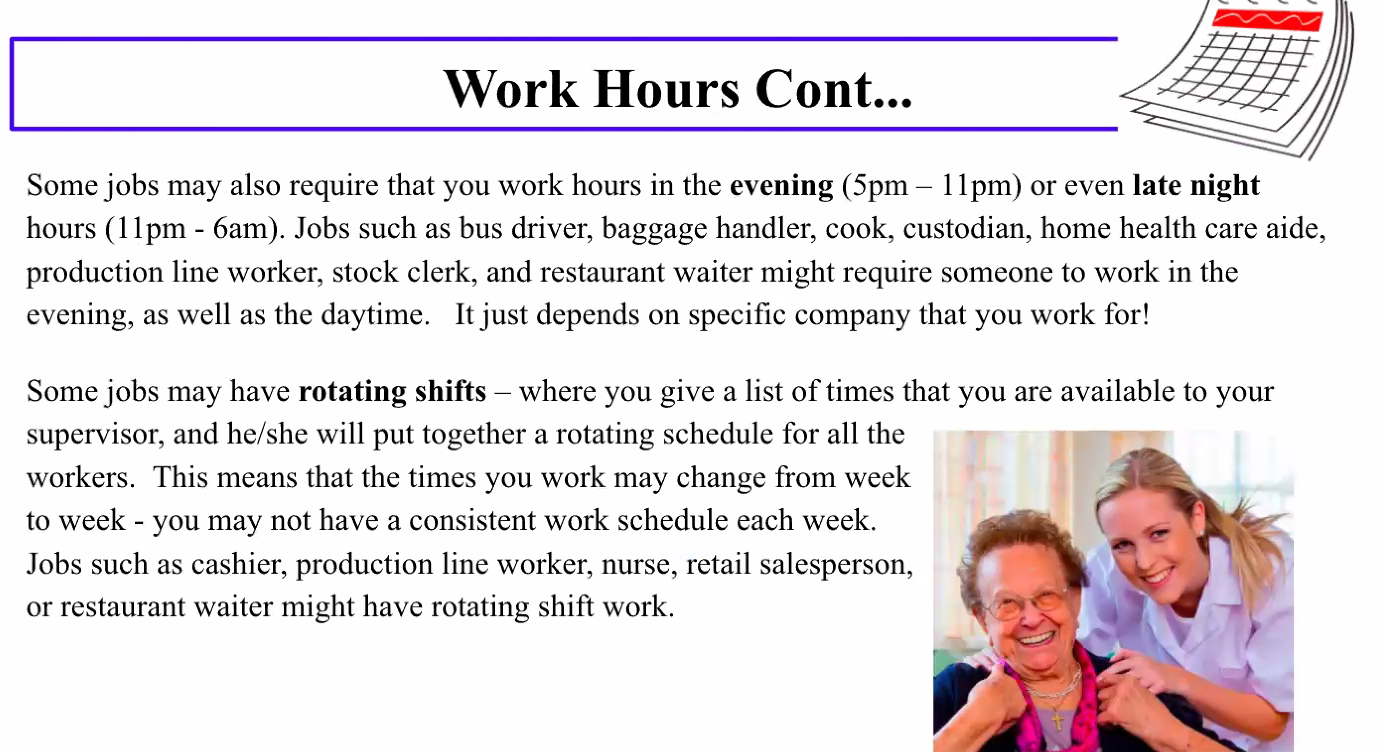 Work Hours Cont...
Some jobs may also require that you work hours in the evening (5pm – 11pm) or even late night
hours (11pm - 6am). Jobs such as bus driver, baggage handler, cook, custodian, home health care aide,
production line worker, stock clerk, and restaurant waiter might require someone to work in the
evening, as well as the daytime.   It just depends on specific company that you work for!
Some jobs may have rotating shifts – where you give a list of times that you are available to your
supervisor, and he/she will put together a rotating schedule for all the
workers.  This means that the times you work may change from week
to week - you may not have a consistent work schedule each week.
Jobs such as cashier, production line worker, nurse, retail salesperson,
or restaurant waiter might have rotating shift work.